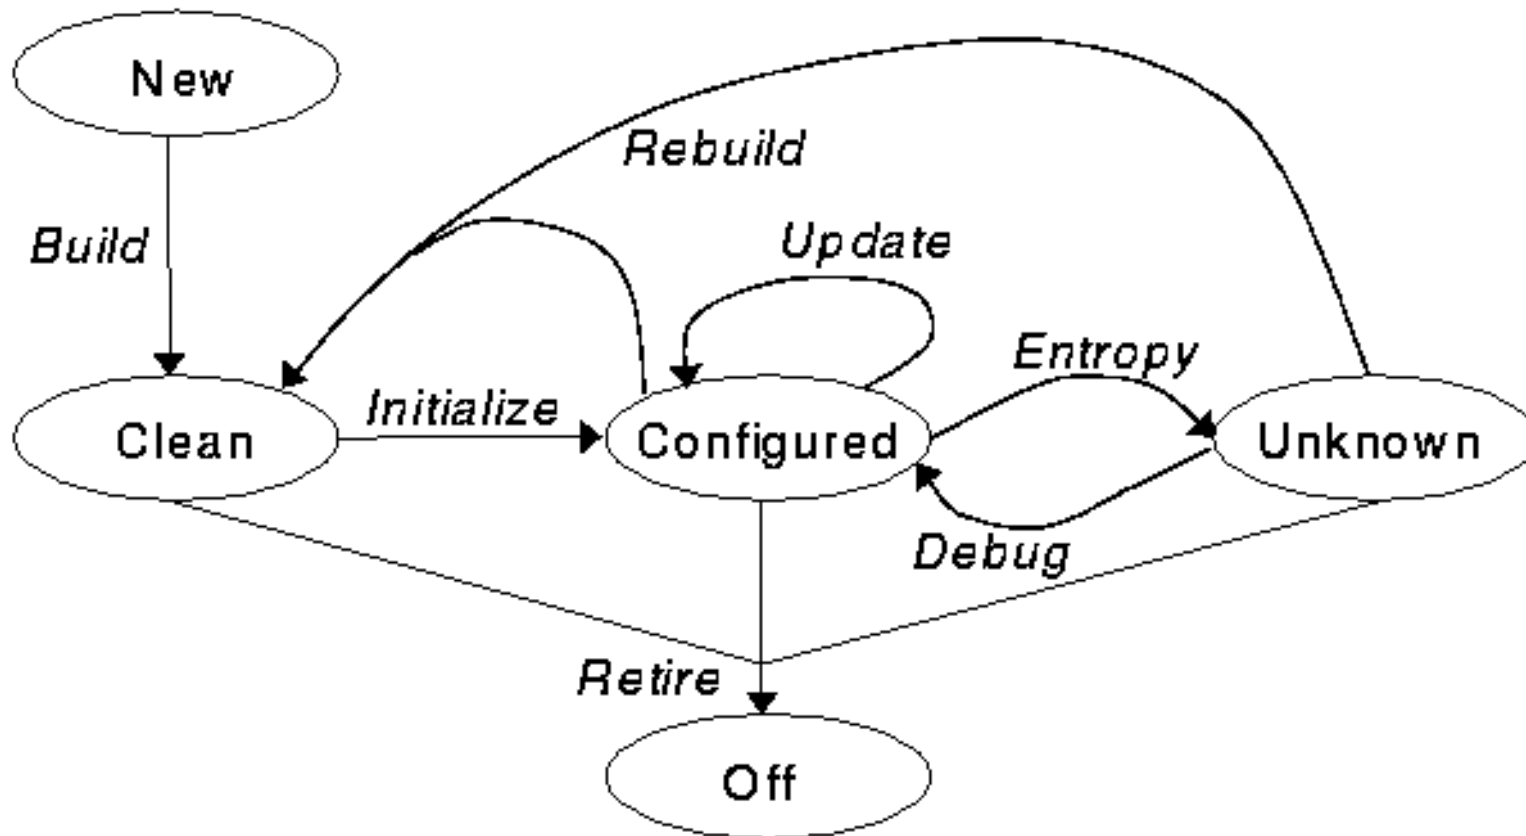 New
Rebuild
Build
Update
Entropy
Initialize
Clean
Configured
Unknown
Debug
Retire
Off